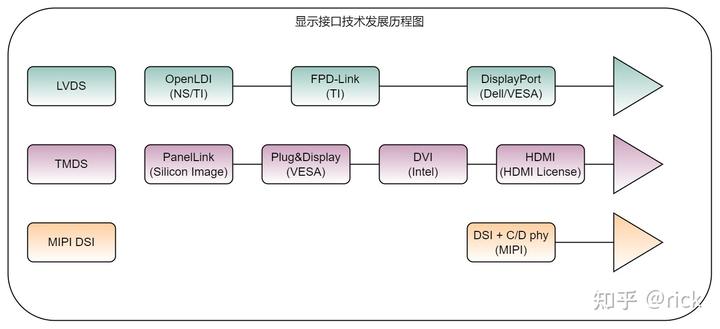 显示接口技术发展历程图
LVDS
OpenLDI
(NS/TI)
FPD-Link
(TI)
DisplayPort
(Dell/VESA)
TMDS
PanelLink
(Silicon Image)
Plug&Display
(VESA)
DVI
(Intel)
HDMI
(HDMI License)
MIPI DSI
DSI + C/D phy
(MIPI)
知乎 @rick